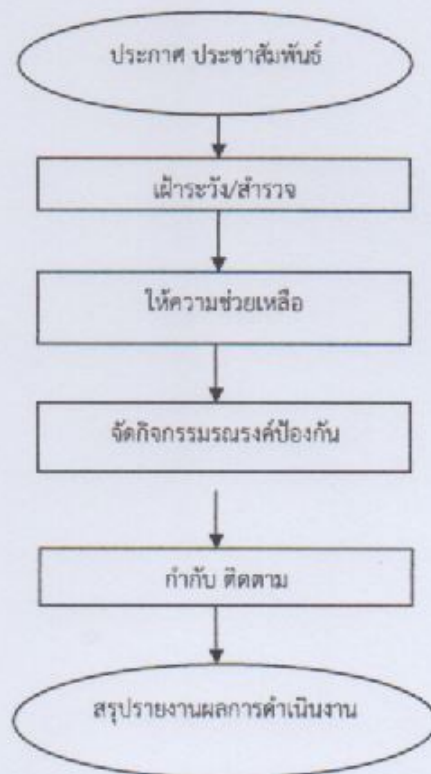 ประกาศ ประชาสัมพันธ์
เฝ้าระวัง/สำรวจ
ให้ความช่วยเหลือ
จัดกิจกรรมรณรงค์ป้องกัน
กำกับ ติดตาม
สรุปรายงานผลการดำเนินงาน